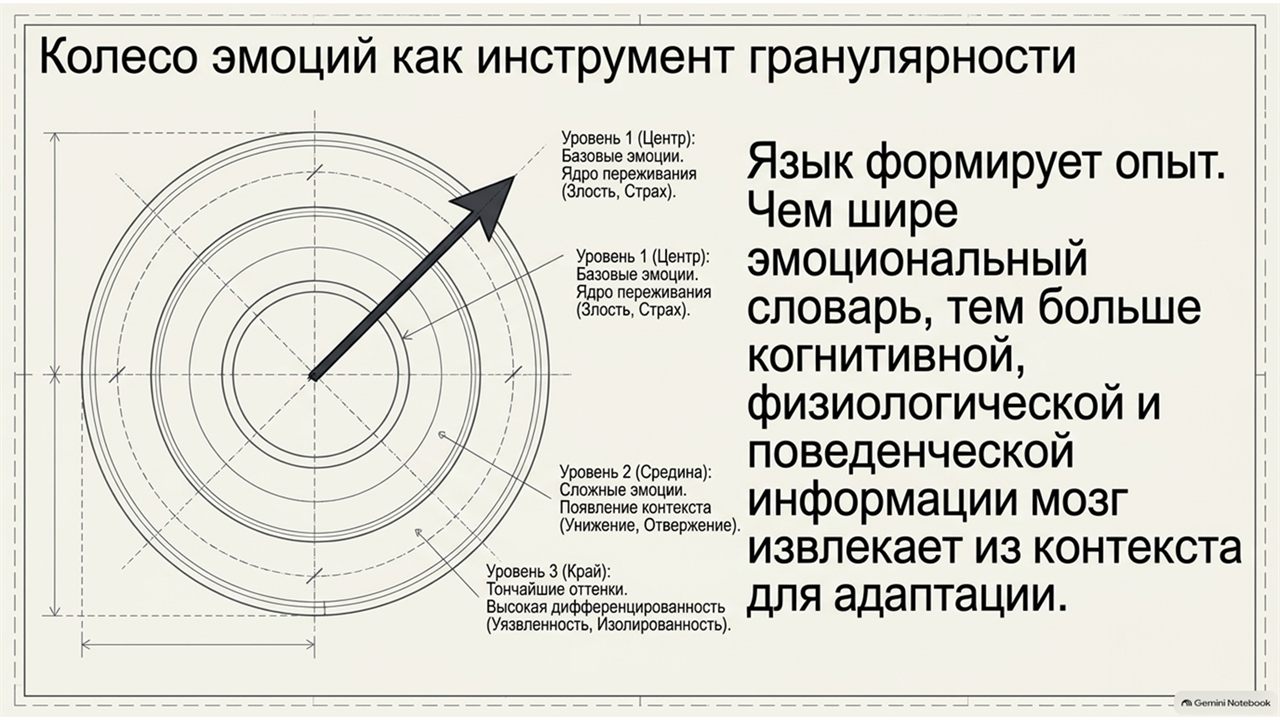 Колесо эмоций как инструмент гранулярности
Уровень 1 (Центр):
Базовые эмоции.
Ядро переживания
(Злость, Страх).
Уровень 1 (Центр):
Базовые эмоции.
Ядро переживания
(Злость, Страх).
Уровень 2 (Средина):
Сложные эмоции.
Появление контекста
(Унижение, Отвержение).
Уровень 3 (Край):
Тончайшие оттенки.
Высокая дифференцированность
(Уязвленность, Изолированность).
Язык формирует опыт.
Чем шире
эмоциональный
словарь, тем больше
когнитивной,
физиологической и
поведенческой
информации мозг
извлекает из контекста
для адаптации.
Gemini Notebook